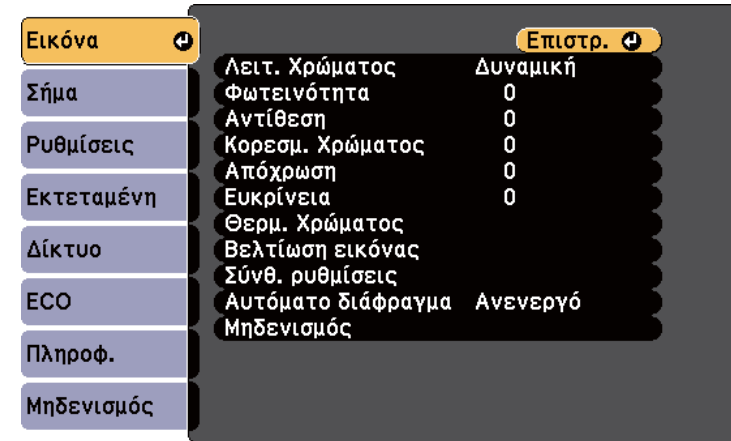 Εικόνα
Σήμα
Ρυθμίσεις
Εκτεταμένη
Δίκτυο
ECO
Πληροφ.
Μηδενισμός
Επιστρ.
Λειτ. Χρώματος Δυναμική
Φωτεινότητα 0
Αντίθεση 0
Κορεσμ. Χρώματος 0
Απόχρωση 0
Ευκρίνεια 0
Θερμ. Χρώματος
Βελτίωση εικόνας
Σύνθ. ρυθμίσεις
Αυτόματο διάφραγμα Ανενεργό
Μηδενισμός